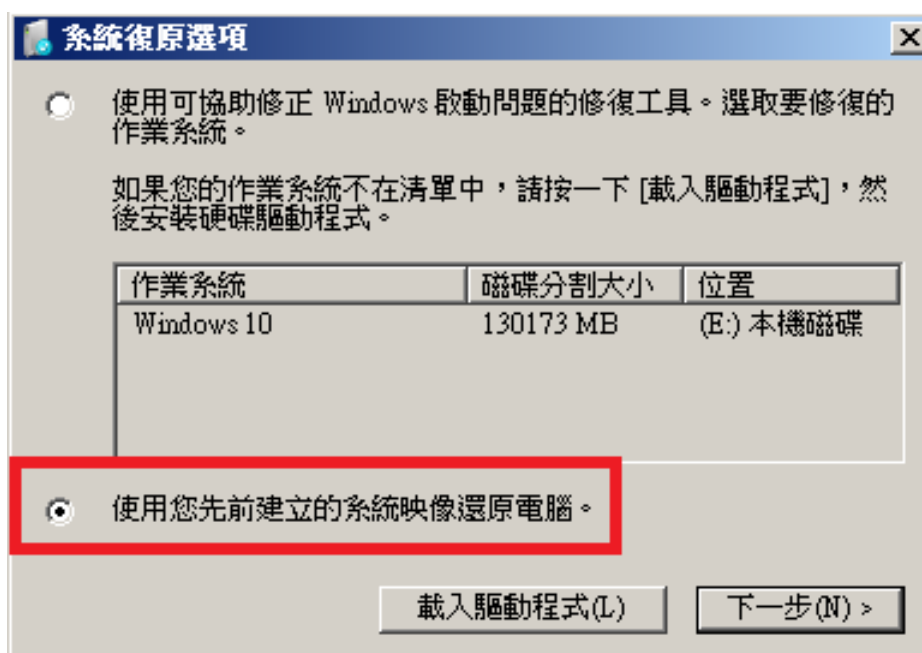 系統復原選項
使用可協助修正 Windows 啟動問題的修復工具。選取要修復的
作業系統。
如果您的作業系統不在清單中，請按一下 [載入驅動程式]，然
後安裝硬碟驅動程式。
作業系統 磁碟分割大小 位置
Windows 10 130173 MB (E:) 本機磁碟
使用您先前建立的系統映像還原電腦。
載入驅動程式(L) 下一步(N) >